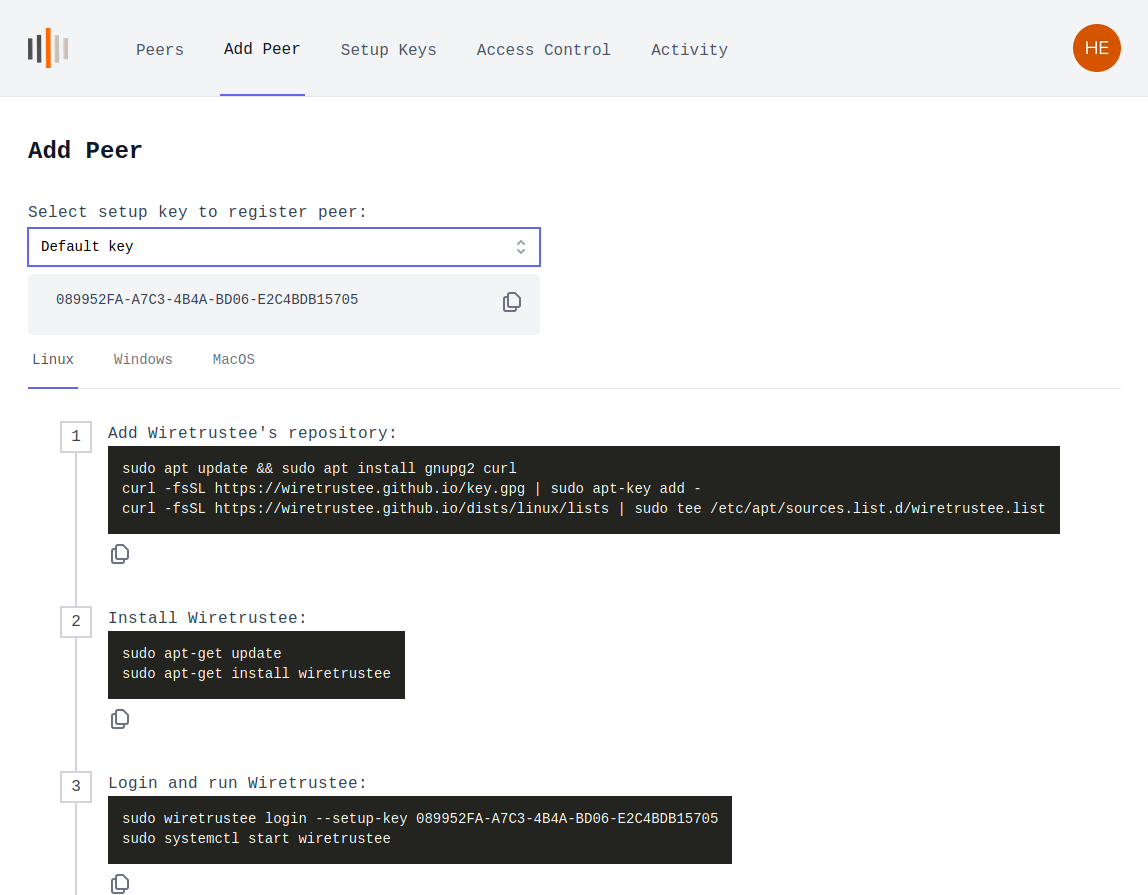 Peers Add Peer Setup Keys Access Control Activity HE
Add Peer
Select setup key to register peer:
Default key
089952FA-A7C3-4B4A-BD06-E2C4BDB15705
Linux Windows MacOS
1 Add Wiretrustee's repository:
sudo apt update && sudo apt install gnupg2 curl
curl -fsSL https://wiretrustee.github.io/key.gpg | sudo apt-key add -
curl -fsSL https://wiretrustee.github.io/dists/linux/lists | sudo tee /etc/apt/sources.list.d/wiretrustee.list
2 Install Wiretrustee:
sudo apt-get update
sudo apt-get install wiretrustee
3 Login and run Wiretrustee:
sudo wiretrustee login --setup-key 089952FA-A7C3-4B4A-BD06-E2C4BDB15705
sudo systemctl start wiretrustee